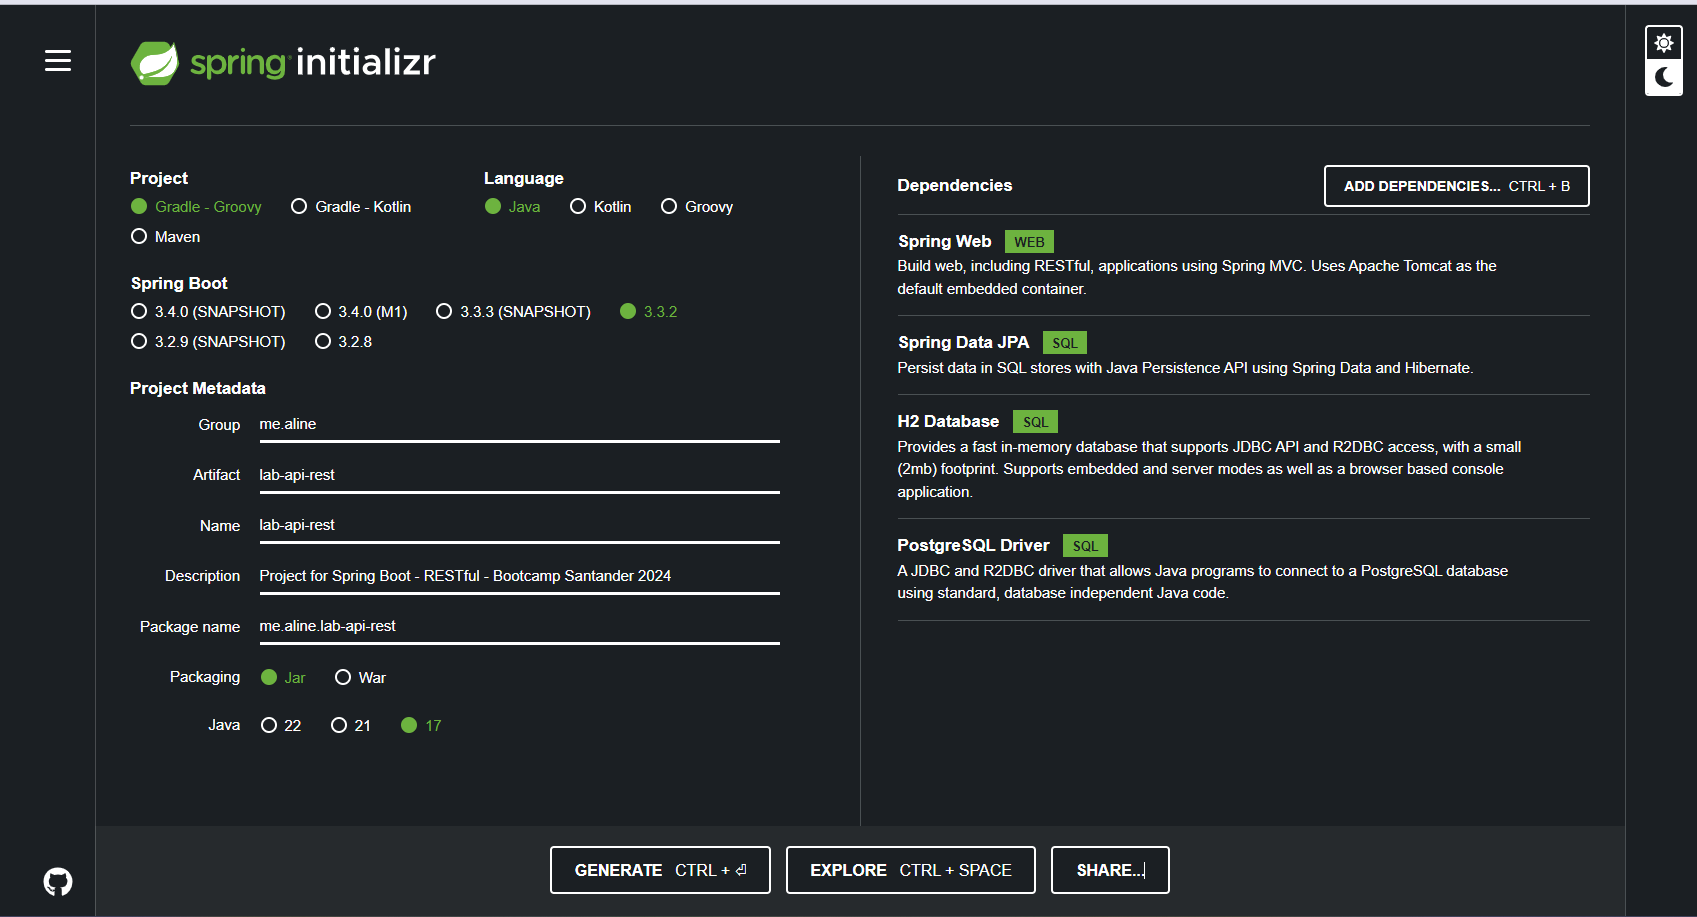 spring initializr
Project
Gradle - Groovy Gradle - Kotlin
Maven
Language
Java Kotlin Groovy
Spring Boot
3.4.0 (SNAPSHOT) 3.4.0 (M1) 3.3.3 (SNAPSHOT) 3.3.2
3.2.9 (SNAPSHOT) 3.2.8
Project Metadata
Group me.aline
Artifact lab-api-rest
Name lab-api-rest
Description Project for Spring Boot - RESTful - Bootcamp Santander 2024
Package name me.aline.lab-api-rest
Packaging Jar War
Java 22 21 17
Dependencies
ADD DEPENDENCIES... CTRL + B
Spring Web WEB
Build web, including RESTful, applications using Spring MVC. Uses Apache Tomcat as the
default embedded container.
Spring Data JPA SQL
Persist data in SQL stores with Java Persistence API using Spring Data and Hibernate.
H2 Database SQL
Provides a fast in-memory database that supports JDBC API and R2DBC access, with a small
(2mb) footprint. Supports embedded and server modes as well as a browser based console
application.
PostgreSQL Driver SQL
A JDBC and R2DBC driver that allows Java programs to connect to a PostgreSQL database
using standard, database independent Java code.
GENERATE CTRL + ⏎
EXPLORE CTRL + SPACE
SHARE...